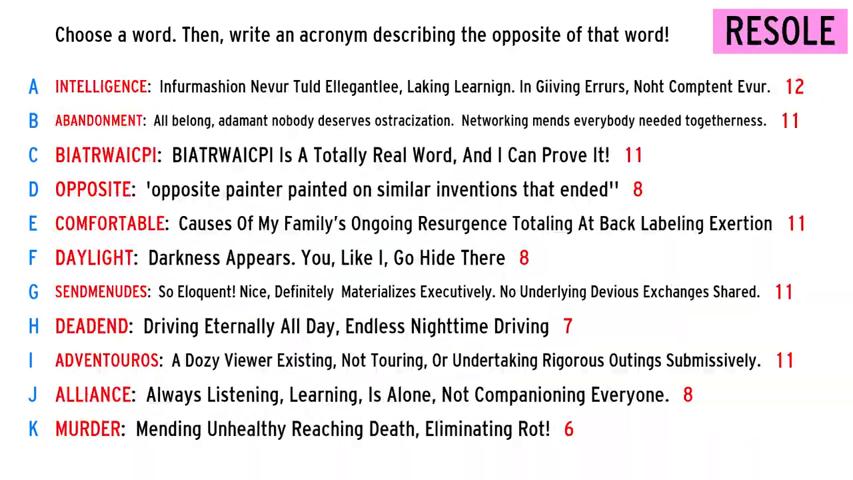 Choose a word. Then, write an acronym describing the opposite of that word! RESOLE
A INTELLIGENCE: Infurmashion Nevur Tuld Ellegantlee, Laking Learnign. In Giiving Errurs, Noht Comptent Evur. 12
B ABANDONMENT: All belong, adamant nobody deserves ostracization. Networking mends everybody needed togetherness. 11
C BIATRWAICPI: BIATRWAICPI Is A Totally Real Word, And I Can Prove It! 11
D OPPOSITE: 'opposite painter painted on similar inventions that ended'' 8
E COMFORTABLE: Causes Of My Family's Ongoing Resurgence Totaling At Back Labeling Exertion 11
F DAYLIGHT: Darkness Appears. You, Like I, Go Hide There 8
G SENDMENUDES: So Eloquent! Nice, Definitely Materializes Executively. No Underlying Devious Exchanges Shared. 11
H DEADEND: Driving Eternally All Day, Endless Nighttime Driving 7
I ADVENTOUROS: A Dozy Viewer Existing, Not Touring, Or Undertaking Rigorous Outings Submissively. 11
J ALLIANCE: Always Listening, Learning, Is Alone, Not Companioning Everyone. 8
K MURDER: Mending Unhealthy Reaching Death, Eliminating Rot! 6